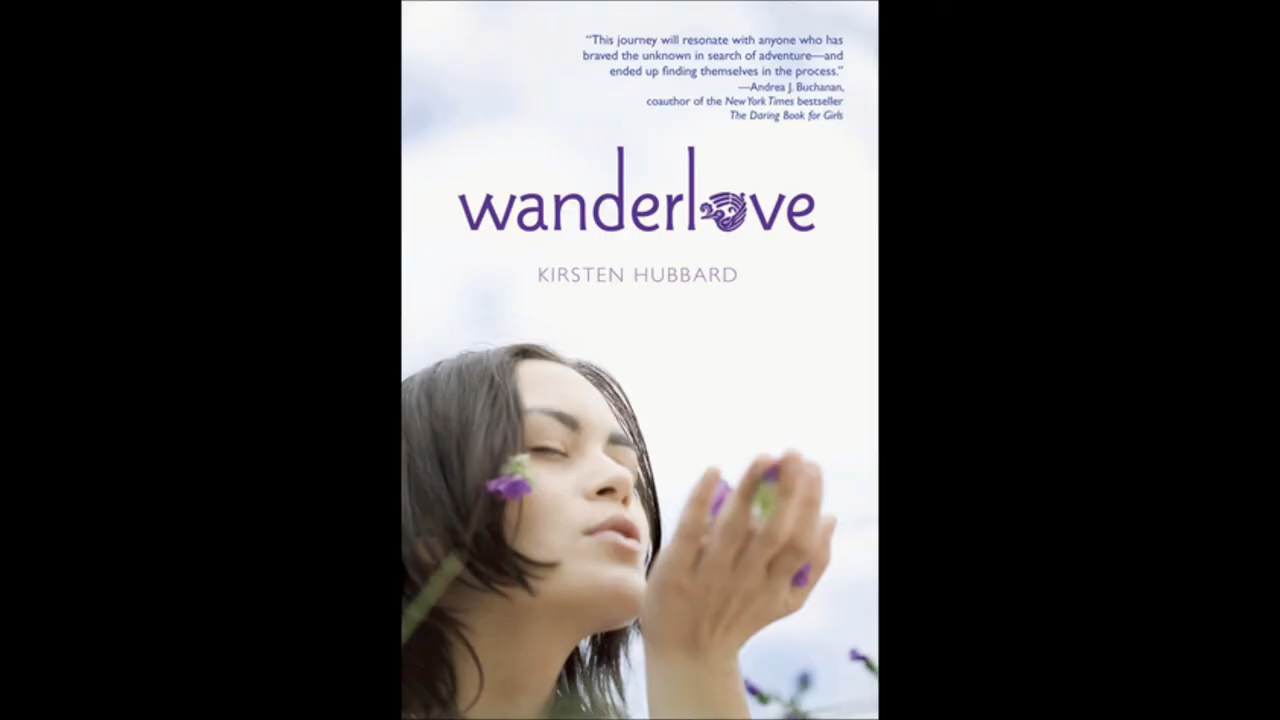 “This journey will resonate with anyone who has
braved the unknown in search of adventure—and
ended up finding themselves in the process.”
—Andrea J. Buchanan,
coauthor of the New York Times bestseller
The Daring Book for Girls
wanderlove
KIRSTEN HUBBARD